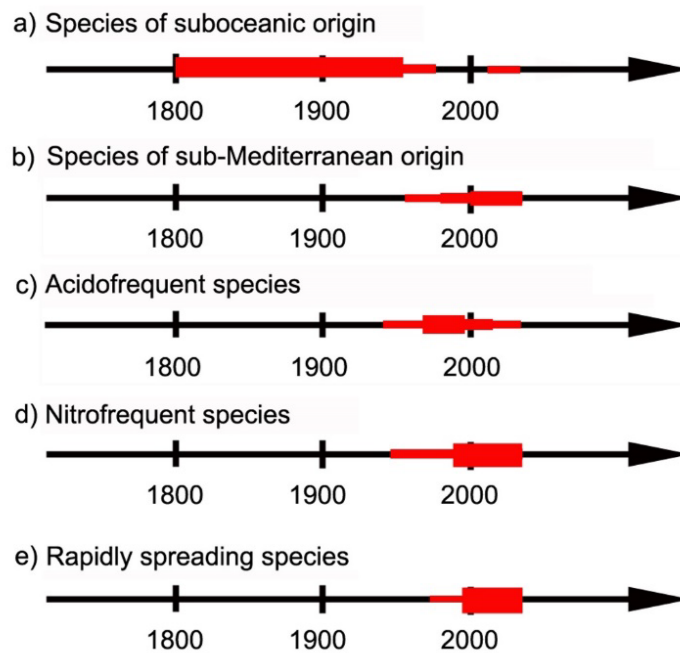 a) Species of suboceanic origin
1800 1900 2000
b) Species of sub-Mediterranean origin
1800 1900 2000
c) Acidofrequent species
1800 1900 2000
d) Nitrofrequent species
1800 1900 2000
e) Rapidly spreading species
1800 1900 2000